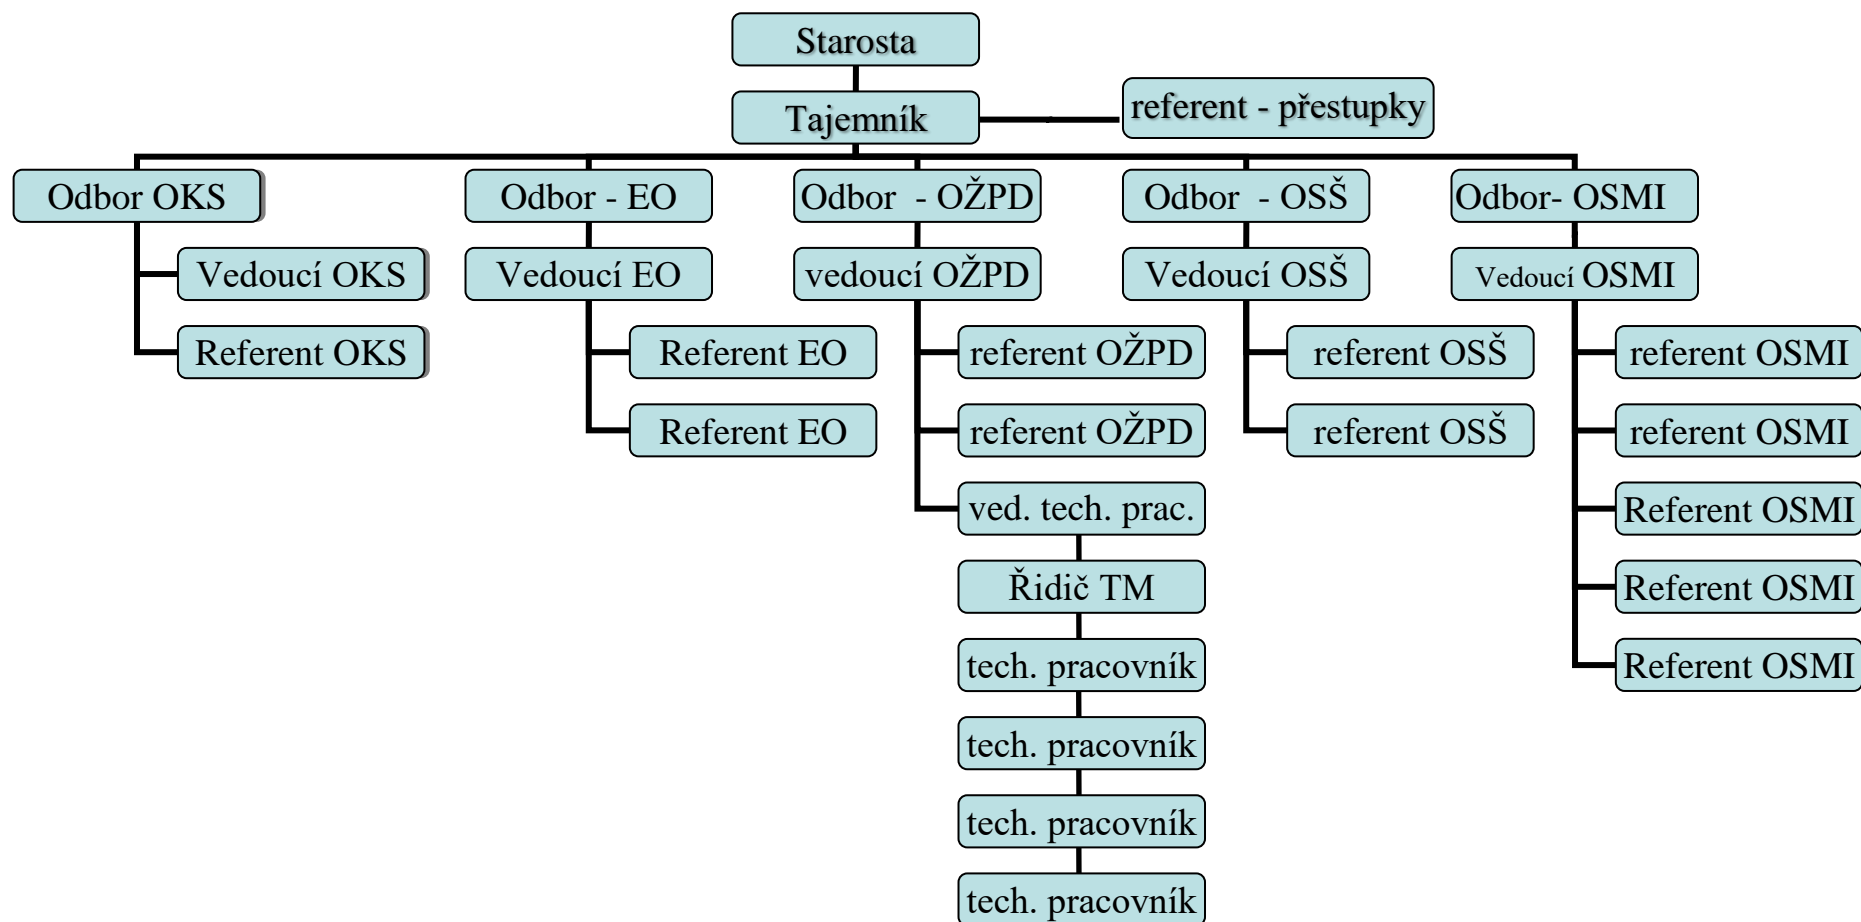 Starosta
Tajemník
referent - přestupky
Odbor OKS
Odbor - EO
Odbor - OŽPD
Odbor - OSŠ
Odbor- OSMI
Vedoucí OKS
Vedoucí EO
vedoucí OŽPD
Vedoucí OSŠ
Vedoucí OSMI
Referent OKS
Referent EO
referent OŽPD
referent OSŠ
referent OSMI
Referent EO
referent OŽPD
referent OSŠ
referent OSMI
ved. tech. prac.
Referent OSMI
Řidič TM
Referent OSMI
tech. pracovník
Referent OSMI
tech. pracovník
tech. pracovník
tech. pracovník